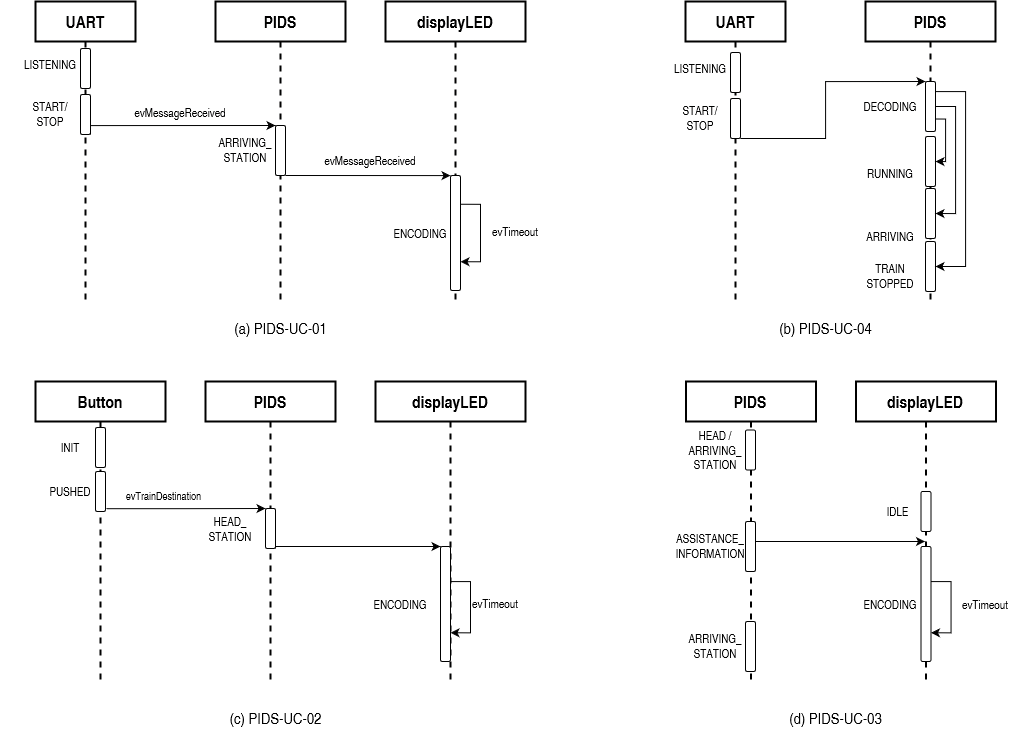 UART
PIDS
displayLED
LISTENING
START/
STOP
evMessageReceived
ARRIVING_
STATION
evMessageReceived
ENCODING
evTimeout
(a) PIDS-UC-01
UART
PIDS
LISTENING
START/
STOP
DECODING
RUNNING
ARRIVING
TRAIN
STOPPED
(b) PIDS-UC-04
Button
PIDS
displayLED
INIT
PUSHED
evTrainDestination
HEAD_
STATION
ENCODING
evTimeout
(c) PIDS-UC-02
PIDS
displayLED
HEAD /
ARRIVING_
STATION
IDLE
ASSISTANCE_
INFORMATION
ENCODING
evTimeout
ARRIVING_
STATION
(d) PIDS-UC-03